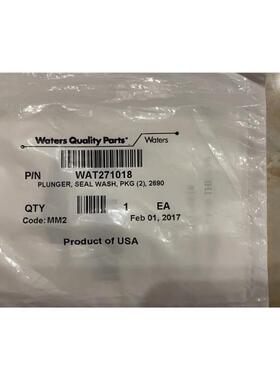 Waters Quality Parts™
Waters
P/N WAT271018
PLUNGER, SEAL WASH, PKG (2), 2690
QTY 1 EA
Code: MM2 Feb 01, 2017
Product of USA